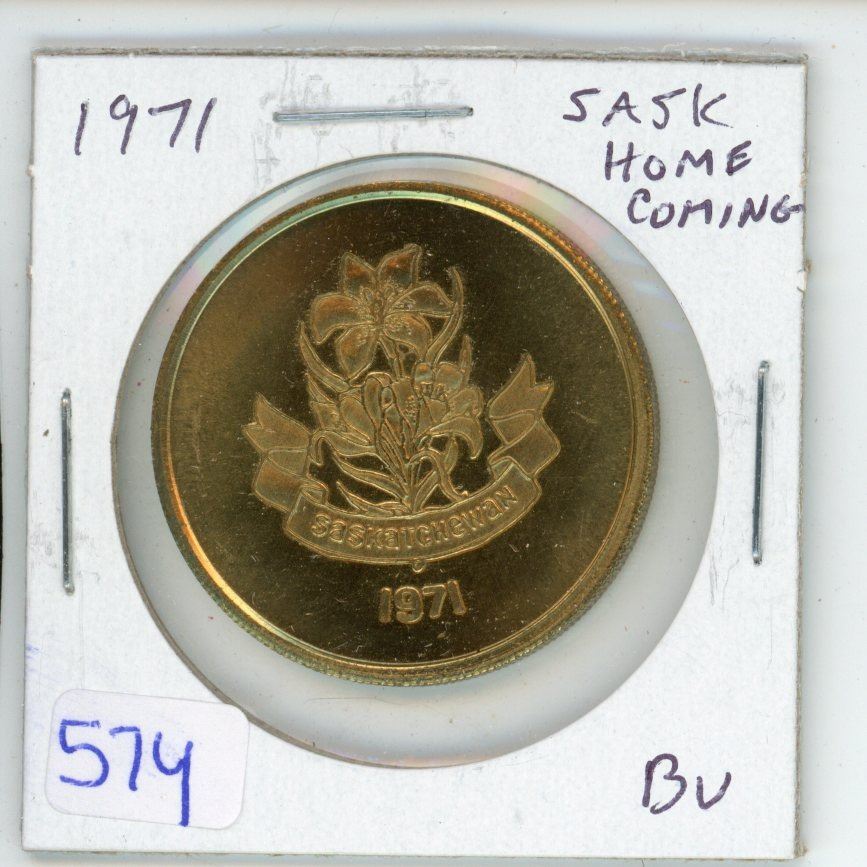 1971
SASK
HOME
COMING
SASKATCHEWAN
1971
574
BU